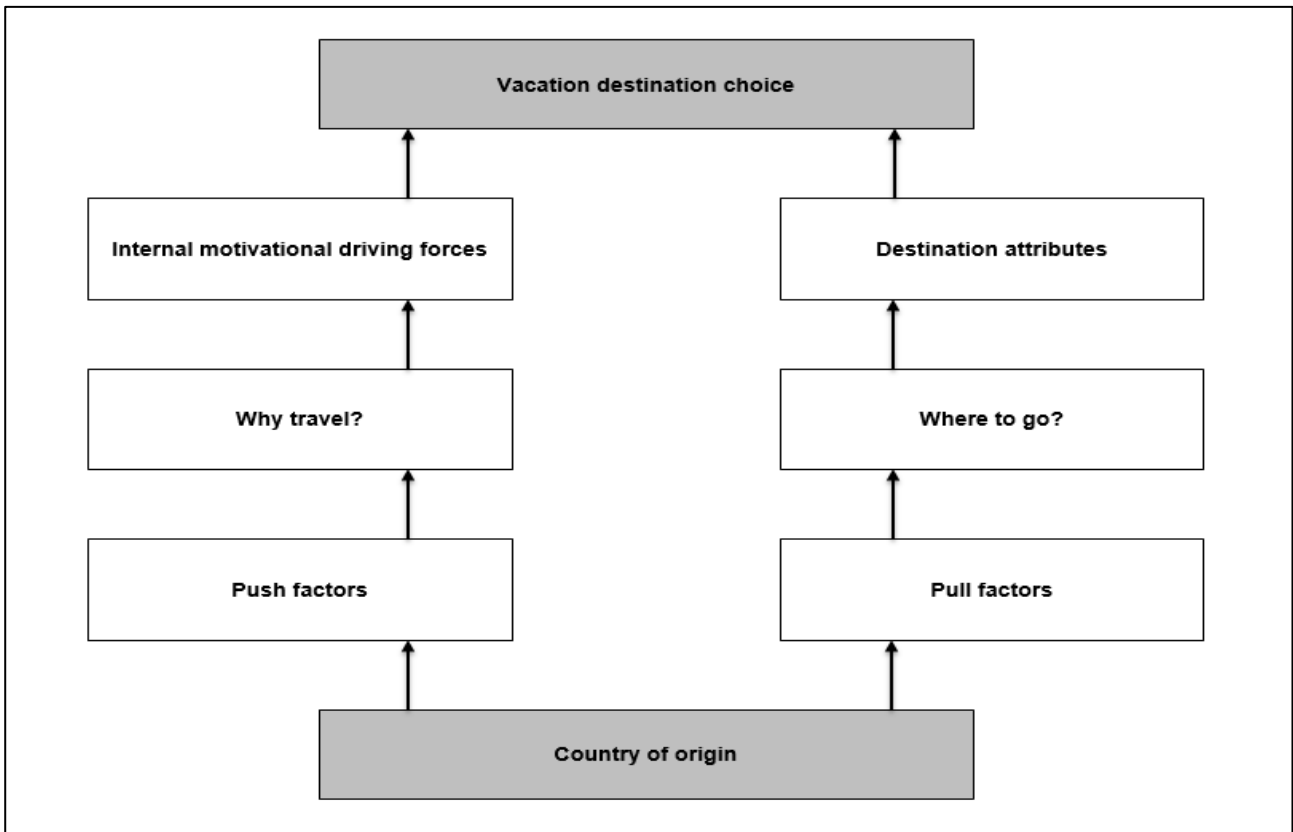 Vacation destination choice
Internal motivational driving forces
Destination attributes
Why travel?
Where to go?
Push factors
Pull factors
Country of origin